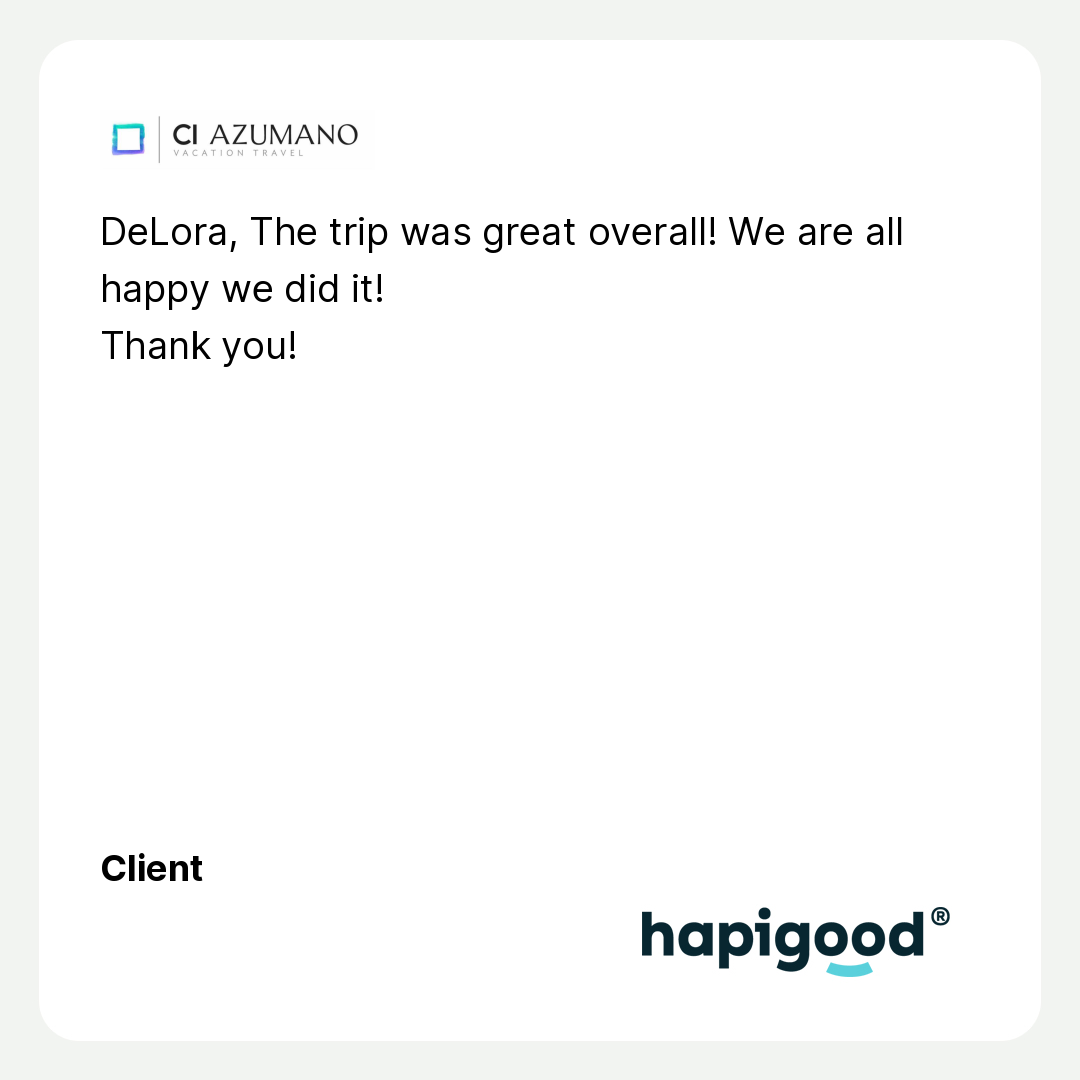 CI AZUMANO
VACATION TRAVEL
DeLora, The trip was great overall! We are all
happy we did it!
Thank you!
Client
hapigood®